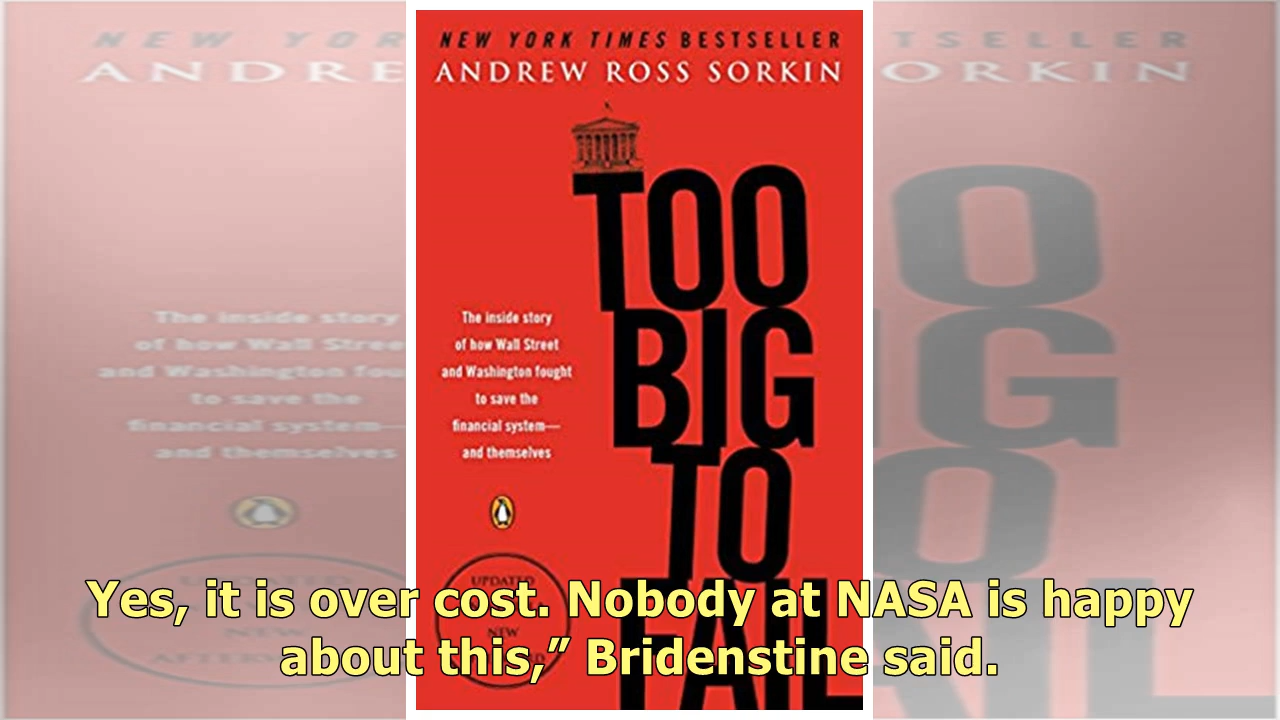 NEW YORK TIMES BESTSELLER
ANDREW ROSS SORKIN
TOO
BIG
TO
FAIL
The inside story
of how Wall Street
and Washington fought
to save the
financial system—
and themselves
UPDATED
NEW
Yes, it is over cost. Nobody at NASA is happy
about this,” Bridenstine said.